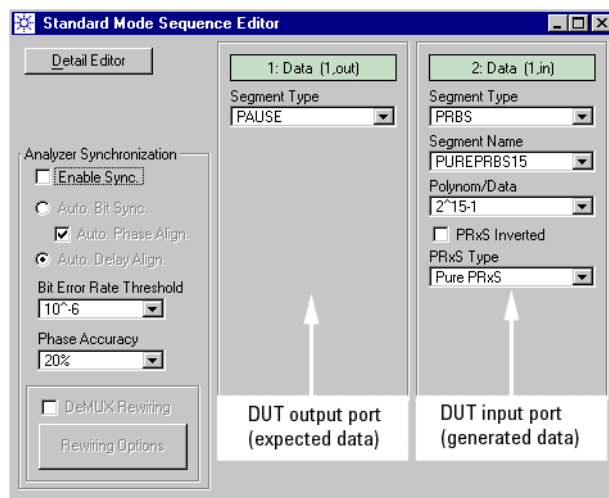 Standard Mode Sequence Editor
Detail Editor
Analyzer Synchronization
Enable Sync.
Auto. Bit Sync.
Auto. Phase Align.
Auto. Delay Align.
Bit Error Rate Threshold
10^-6
Phase Accuracy
20%
DeMUX Rewiring
Rewiring Options
1: Data (1,out)
Segment Type
PAUSE
DUT output port
(expected data)
2: Data (1,in)
Segment Type
PRBS
Segment Name
PUREPRBS15
Polynom/Data
2^15-1
PRxS Inverted
PRxS Type
Pure PRxS
DUT input port
(generated data)